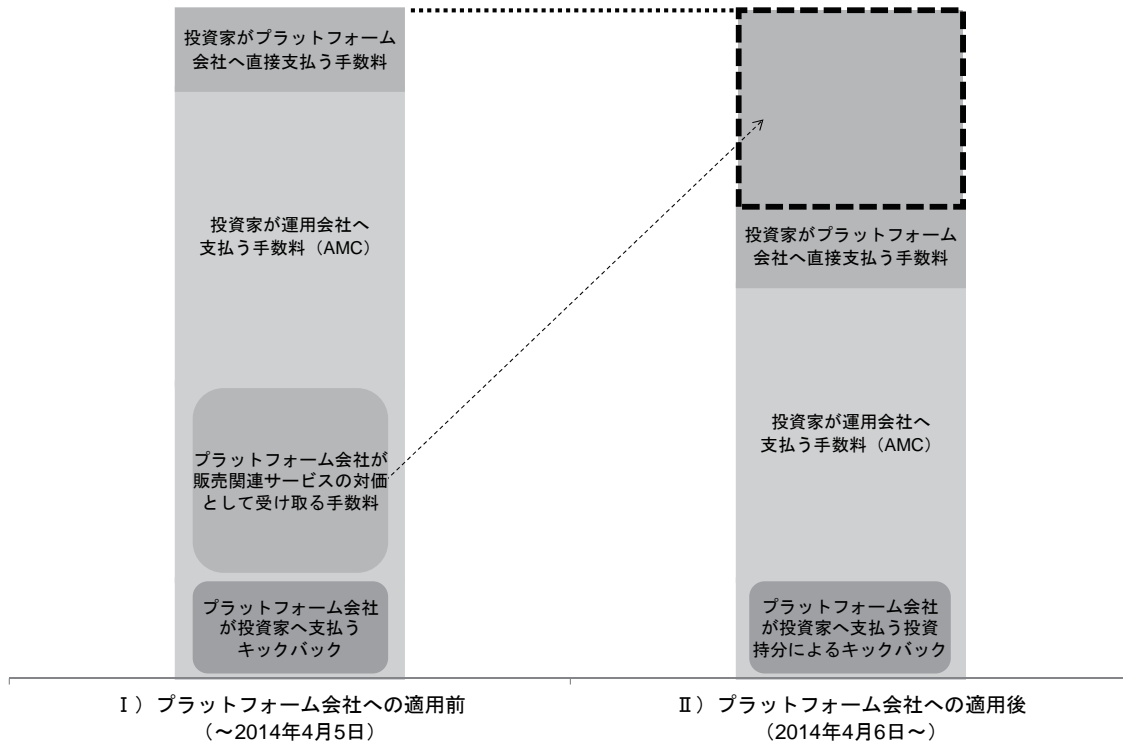 投資家がプラットフォーム
会社へ直接支払う手数料
投資家が運用会社へ
支払う手数料（AMC）
プラットフォーム会社が
販売関連サービスの対価
として受け取る手数料
プラットフォーム会社
が投資家へ支払う
キックバック
投資家がプラットフォーム
会社へ直接支払う手数料
投資家が運用会社へ
支払う手数料（AMC）
プラットフォーム会社
が投資家へ支払う投資
持分によるキックバック
Ⅰ）プラットフォーム会社への適用前
（～2014年4月5日）
Ⅱ）プラットフォーム会社への適用後
（2014年4月6日～）